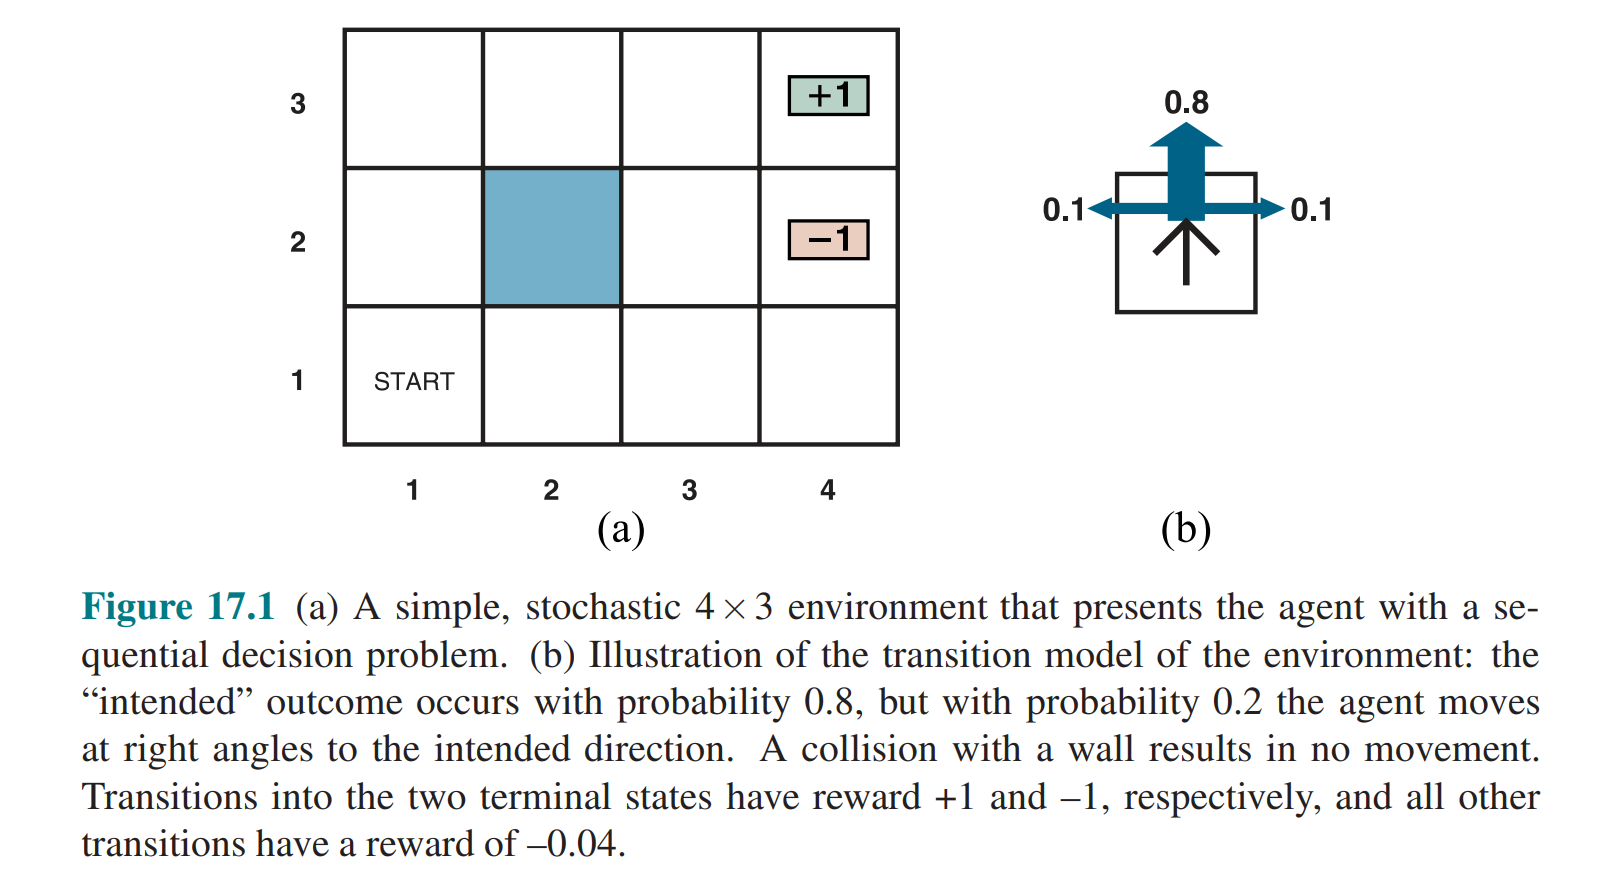 3
+1
0.8
0.1
0.1
2
−1
1
START
1
2
3
4
(a)
(b)
Figure 17.1 (a) A simple, stochastic 4×3 environment that presents the agent with a se-
quential decision problem. (b) Illustration of the transition model of the environment: the
“intended” outcome occurs with probability 0.8, but with probability 0.2 the agent moves
at right angles to the intended direction. A collision with a wall results in no movement.
Transitions into the two terminal states have reward +1 and –1, respectively, and all other
transitions have a reward of –0.04.